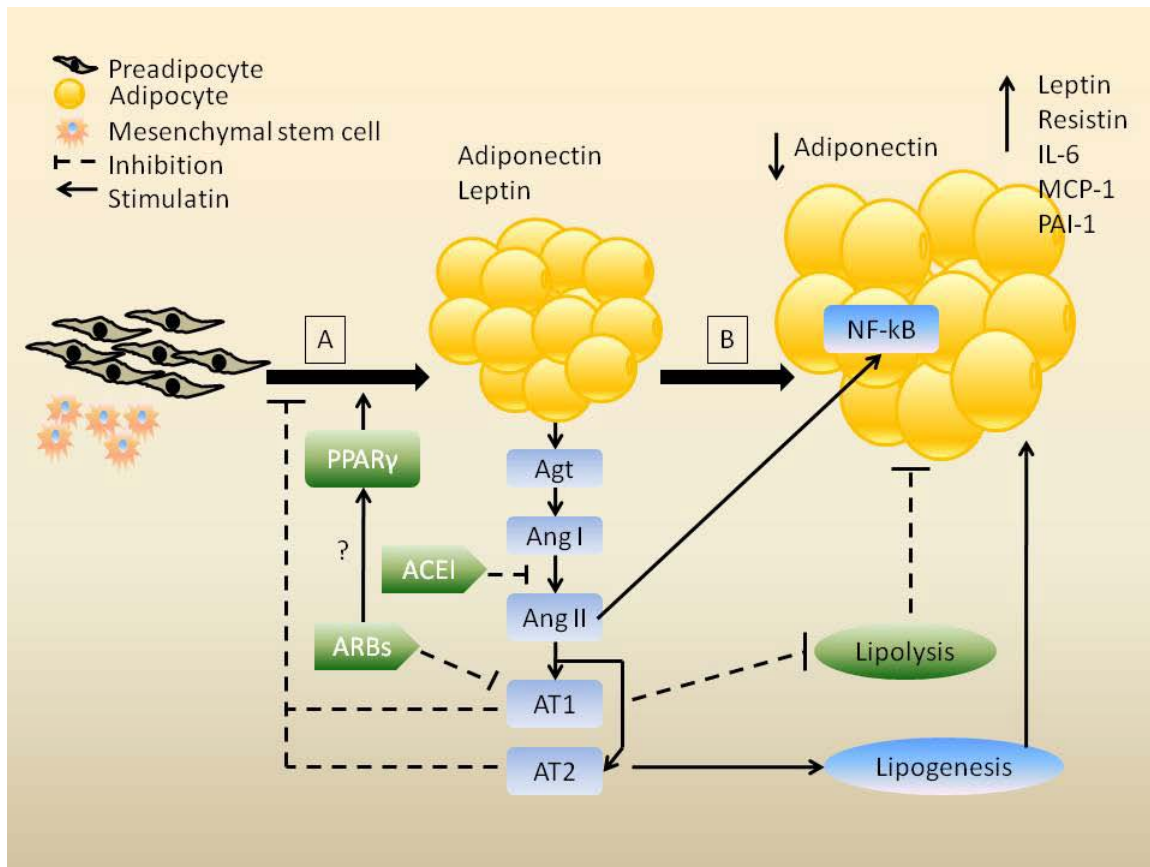 Preadipocyte
Adipocyte
Mesenchymal stem cell
Inhibition
Stimulatin
Adiponectin
Leptin
Adiponectin
Leptin
Resistin
IL-6
MCP-1
PAI-1
A
B
NF-kB
PPARγ
Agt
?
Ang I
ACEI
Ang II
ARBs
Lipolysis
AT1
AT2
Lipogenesis